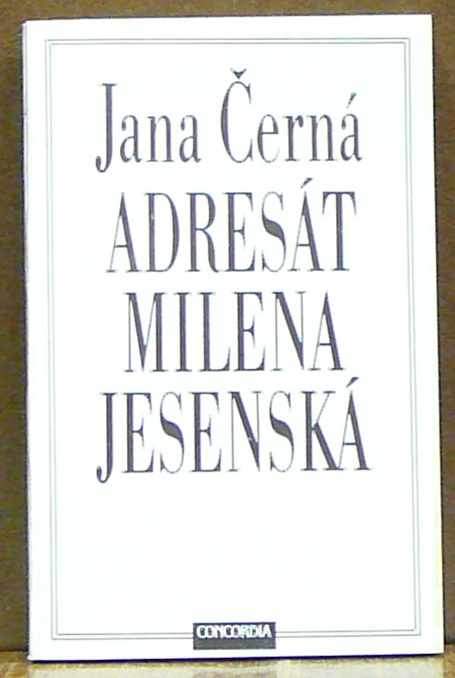 Jana Černá
ADRESÁT
MILENA
JESENSKÁ
CONCORDIA